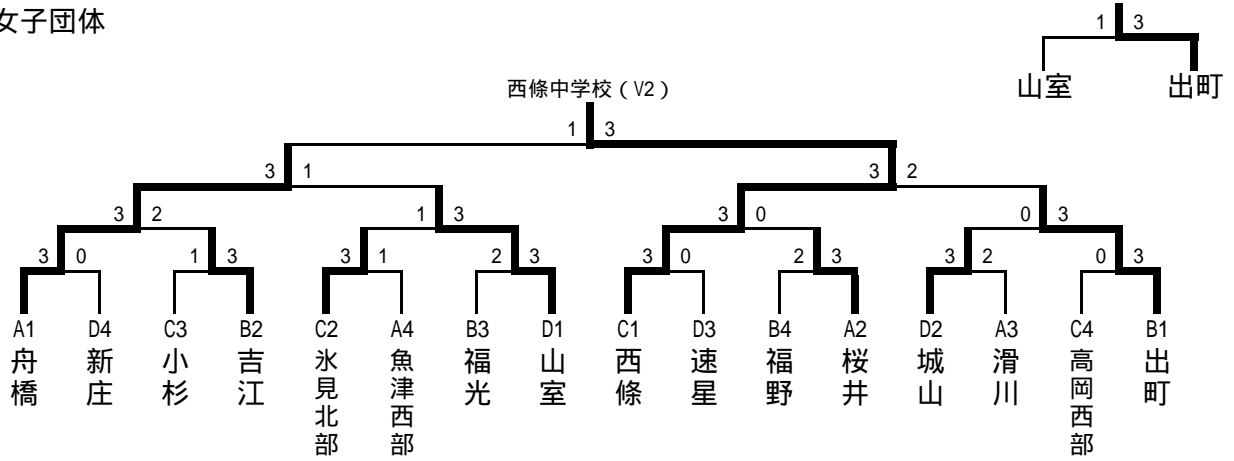 女子団体
1 3
山室 出町
西條中学校(V2)
1 3
3 1 3 2
3 2 1 3 3 0 0 3
3 0 1 3 3 1 2 3 3 0 2 3 3 2 0 3
A1 D4 C3 B2 C2 A4 B3 D1 C1 D3 B4 A2 D2 A3 C4 B1
舟橋 新庄 小杉 吉江 氷見北部 魚津西部 福光 山室 西條 速星 福野 桜井 城山 滑川 高岡西部 出町